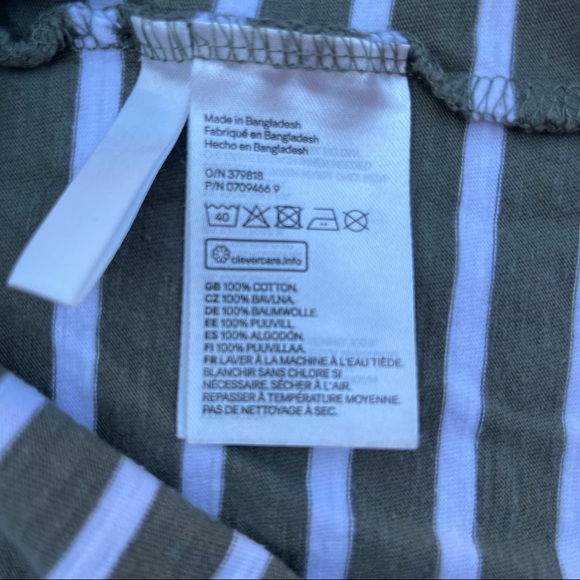 Made in Bangladesh
Fabriqué en Bangladesh
Hecho en Bangladesh
O/N 379818
P/N 0709466 9
40
clevercare.info
GB 100% COTTON.
CZ 100% BAVLNA.
DE 100% BAUMWOLLE.
EE 100% PUUVILL.
ES 100% ALGODÓN.
FI 100% PUUVILLAA.
FR LAVER À LA MACHINE À L'EAU TIÈDE.
BLANCHIR SANS CHLORE SI
NÉCESSAIRE. SÉCHER À L'AIR.
REPASSER À TEMPÉRATURE MOYENNE.
PAS DE NETTOYAGE À SEC.